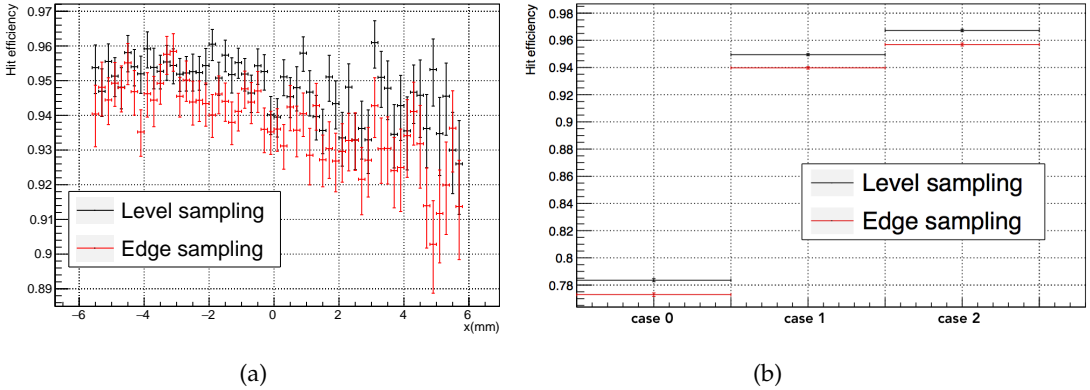 Hit efficiency
0.97
0.96
0.95
0.94
0.93
0.92
0.91
0.9
0.89
−6
−4
−2
0
2
4
6
x(mm)
Level sampling
Edge sampling
(a)
Hit efficiency
0.98
0.96
0.94
0.92
0.9
0.88
0.86
0.84
0.82
0.8
0.78
case 0
case 1
case 2
Level sampling
Edge sampling
(b)